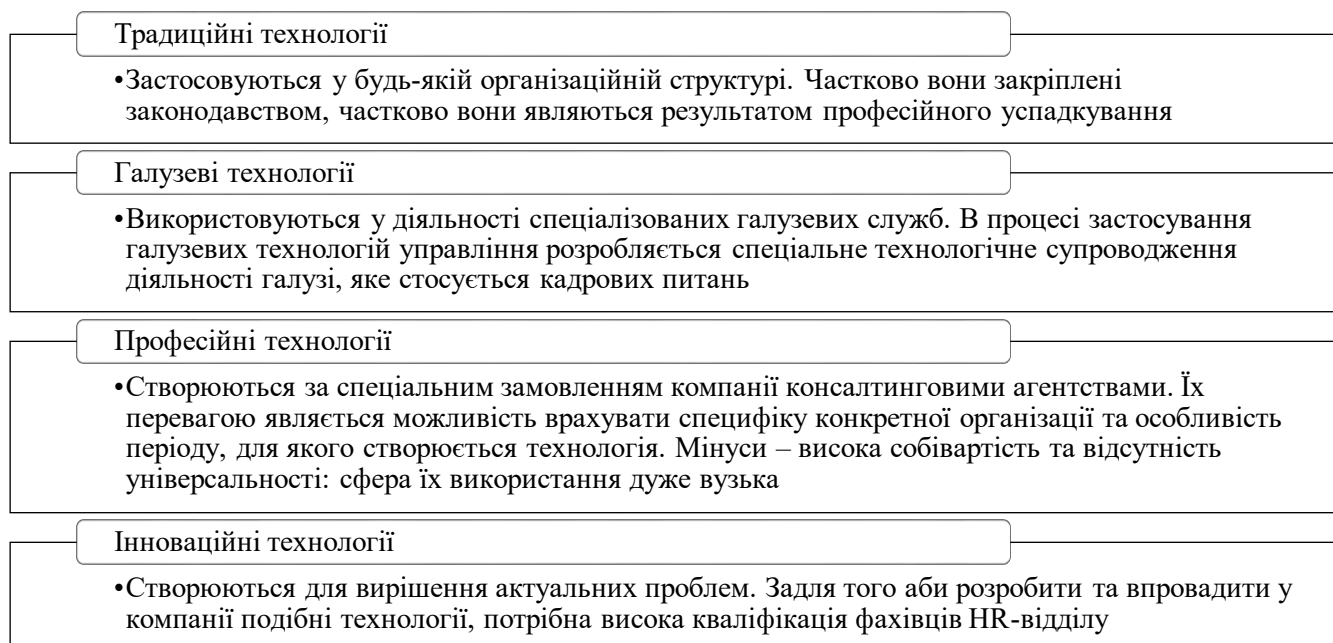 Традиційні технології
•Застосовуються у будь-якій організаційній структурі. Частково вони закріплені
законодавством, частково вони являються результатом професійного успадкування
Галузеві технології
•Використовуються у діяльності спеціалізованих галузевих служб. В процесі застосування
галузевих технологій управління розробляється спеціальне технологічне супроводження
діяльності галузі, яке стосується кадрових питань
Професійні технології
•Створюються за спеціальним замовленням компанії консалтинговими агентствами. Їх
перевагою являється можливість врахувати специфіку конкретної організації та особливість
періоду, для якого створюється технологія. Мінуси – висока собівартість та відсутність
універсальності: сфера їх використання дуже вузька
Інноваційні технології
•Створюються для вирішення актуальних проблем. Задля того аби розробити та впровадити у
компанії подібні технології, потрібна висока кваліфікація фахівців HR-відділу